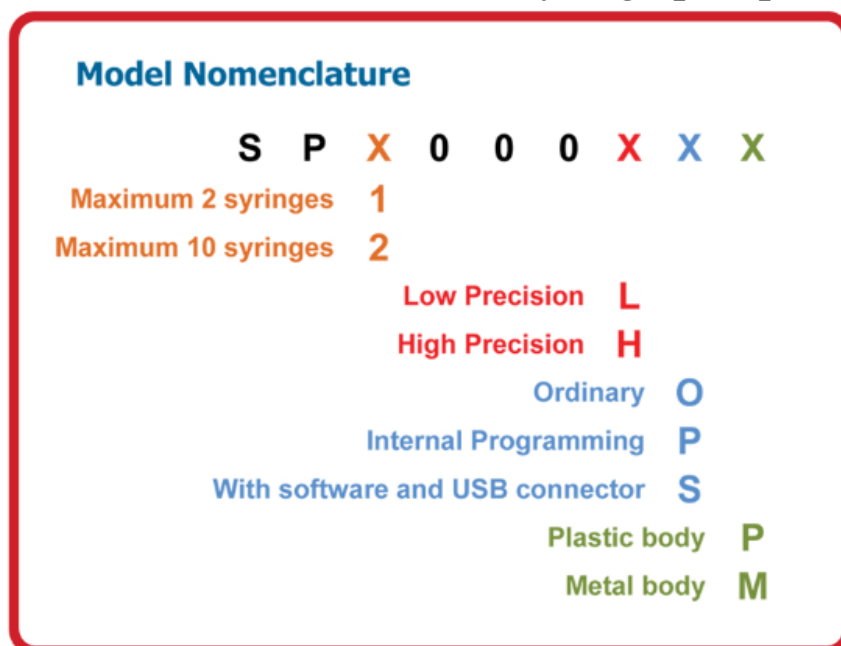 Model Nomenclature
S P X 0 0 0 X X X
Maximum 2 syringes 1
Maximum 10 syringes 2
Low Precision L
High Precision H
Ordinary O
Internal Programming P
With software and USB connector S
Plastic body P
Metal body M